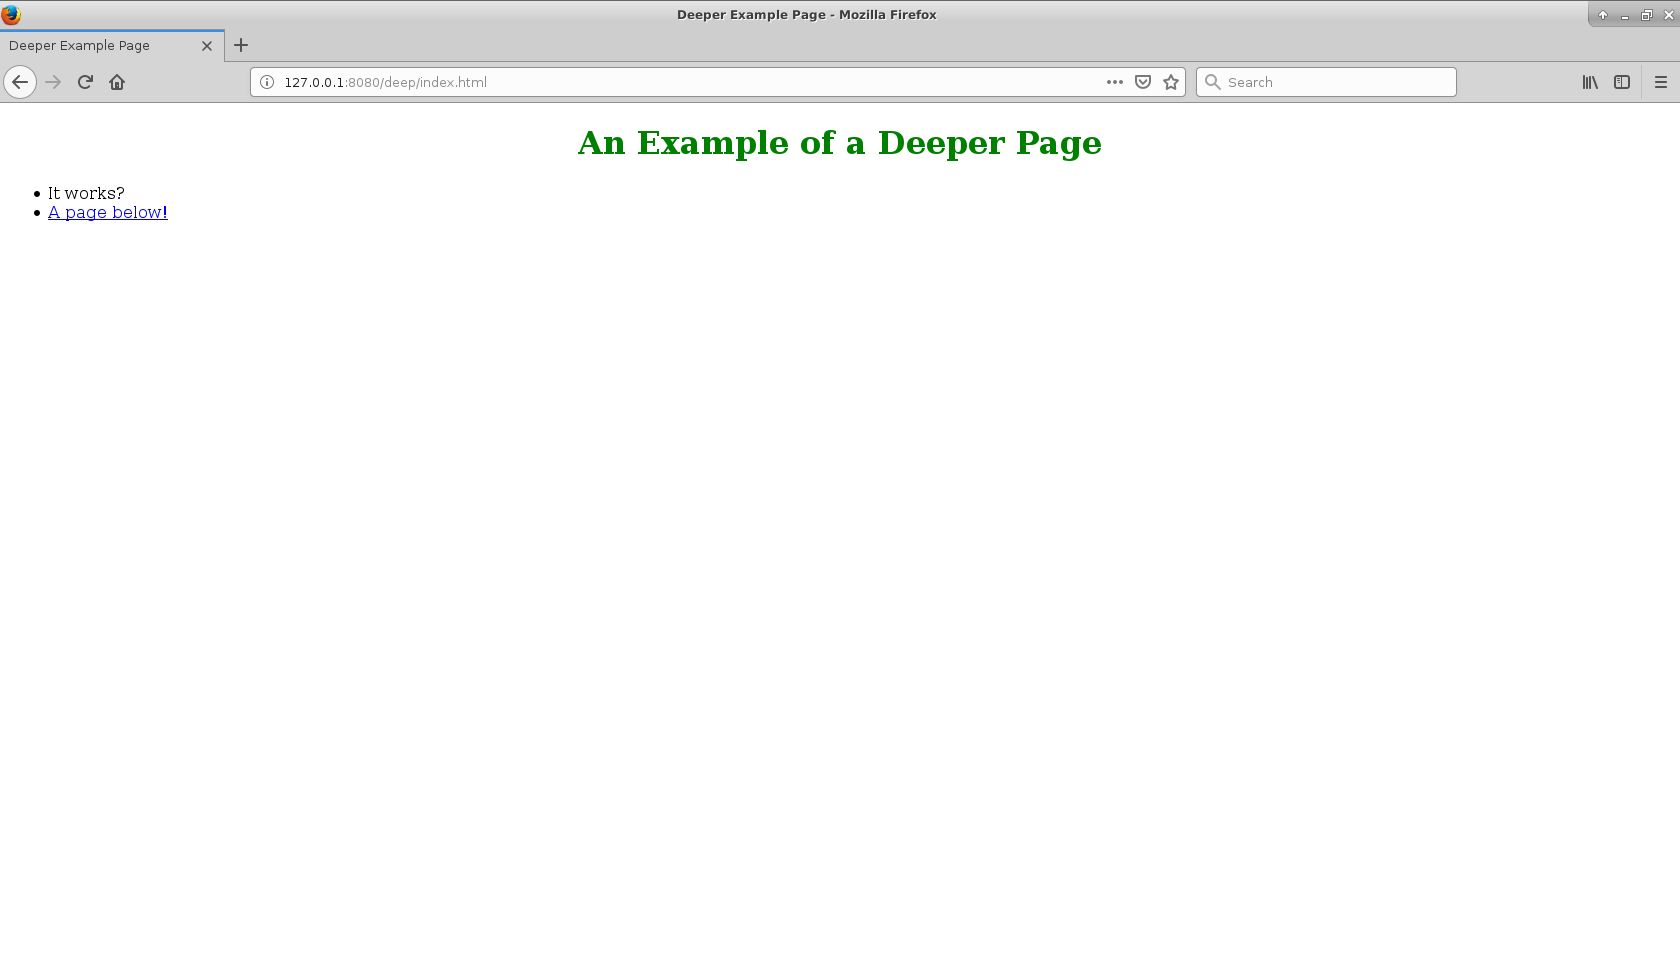 Deeper Example Page - Mozilla Firefox
Deeper Example Page
127.0.0.1:8080/deep/index.html
Search
An Example of a Deeper Page
It works?
A page below!